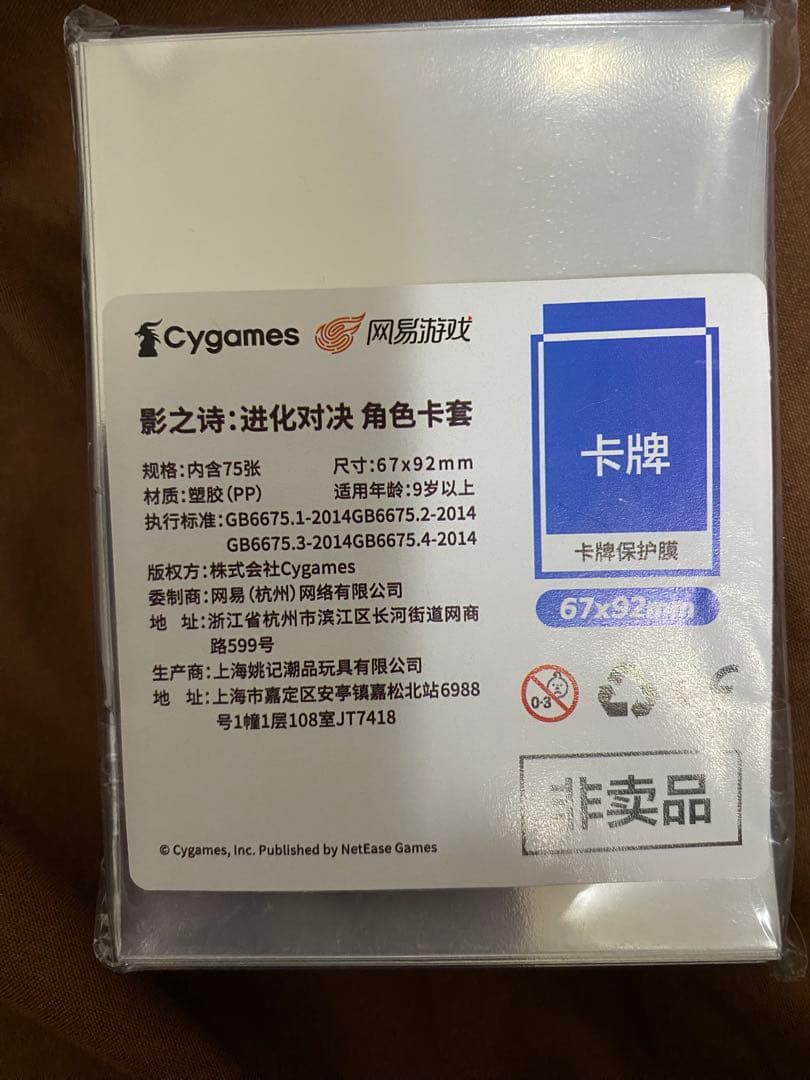 Cygames 网易游戏
影之诗:进化对决 角色卡套
规格:内含75张 尺寸:67x92mm
材质:塑胶(PP) 适用年龄:9岁以上
执行标准:GB6675.1-2014GB6675.2-2014
GB6675.3-2014GB6675.4-2014
版权方:株式会社Cygames
委制商:网易(杭州)网络有限公司
地 址:浙江省杭州市滨江区长河街道网商
路599号
生产商:上海姚记潮品玩具有限公司
地 址:上海市嘉定区安亭镇嘉松北站6988
号1幢1层108室JT7418
© Cygames, Inc. Published by NetEase Games
卡牌
卡牌保护膜
67x92mm
0-3
CE
非卖品